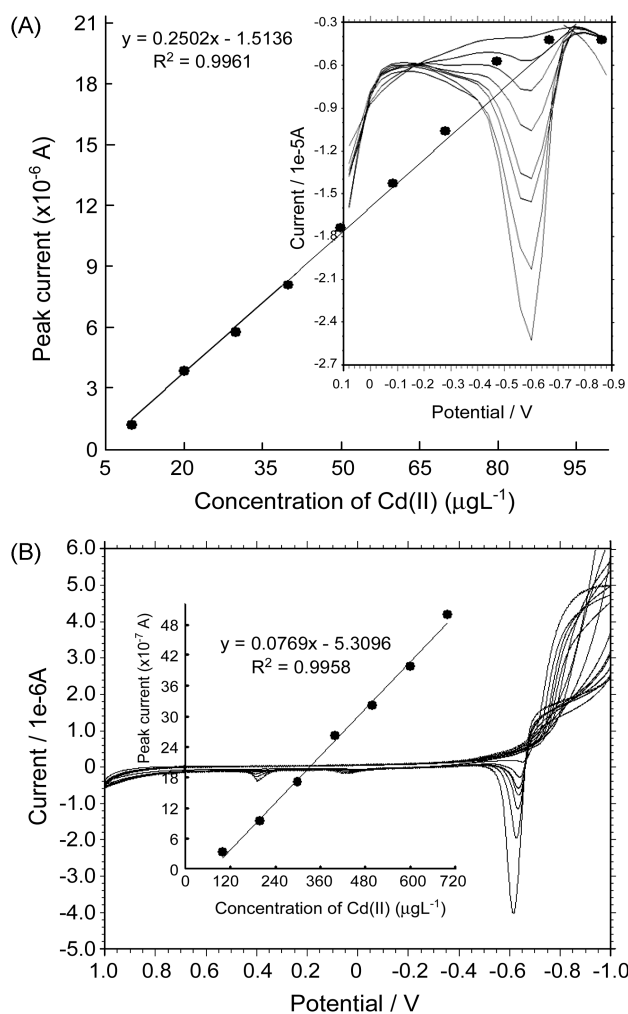 (A)
y = 0.2502x - 1.5136
R² = 0.9961
21
18
15
12
9
6
3
0
Peak current (x10⁻⁶ A)
5 20 35 50 65 80 95
Concentration of Cd(II) (µgL⁻¹)
-0.3
-0.6
-0.9
-1.2
-1.5
-1.8
-2.1
-2.4
-2.7
Current / 1e-5A
0.1 0 -0.1 -0.2 -0.3 -0.4 -0.5 -0.6 -0.7 -0.8 -0.9
Potential / V
(B)
6.0
5.0
4.0
3.0
2.0
1.0
0
-1.0
-2.0
-3.0
-4.0
-5.0
Current / 1e-6A
1.0 0.8 0.6 0.4 0.2 0 -0.2 -0.4 -0.6 -0.8 -1.0
Potential / V
y = 0.0769x - 5.3096
R² = 0.9958
48
42
36
30
24
18
12
6
0
Peak current (x10⁻⁷ A)
0 120 240 360 480 600 720
Concentration of Cd(II) (µgL⁻¹)